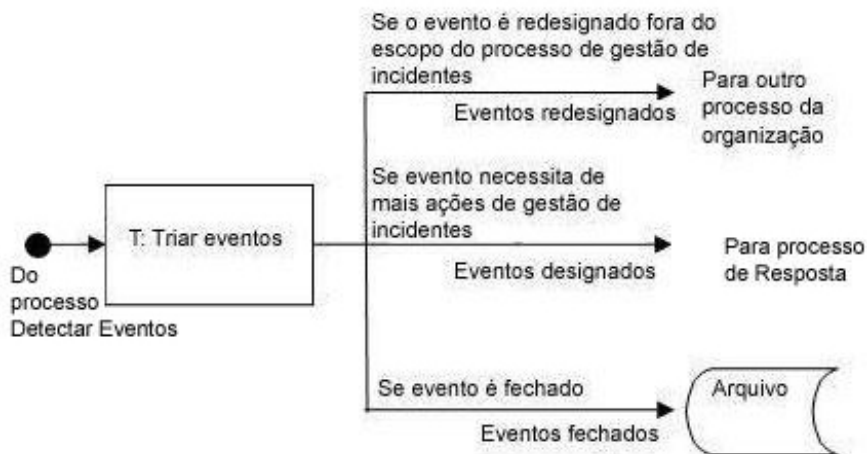 Se o evento é redesignado fora do
escopo do processo de gestão de
incidentes
Eventos redesignados
Para outro
processo da
organização
Se evento necessita de
mais ações de gestão de
incidentes
T: Triar eventos
Eventos designados
Para processo
de Resposta
Do
processo
Detectar Eventos
Se evento é fechado
Eventos fechados
Arquivo